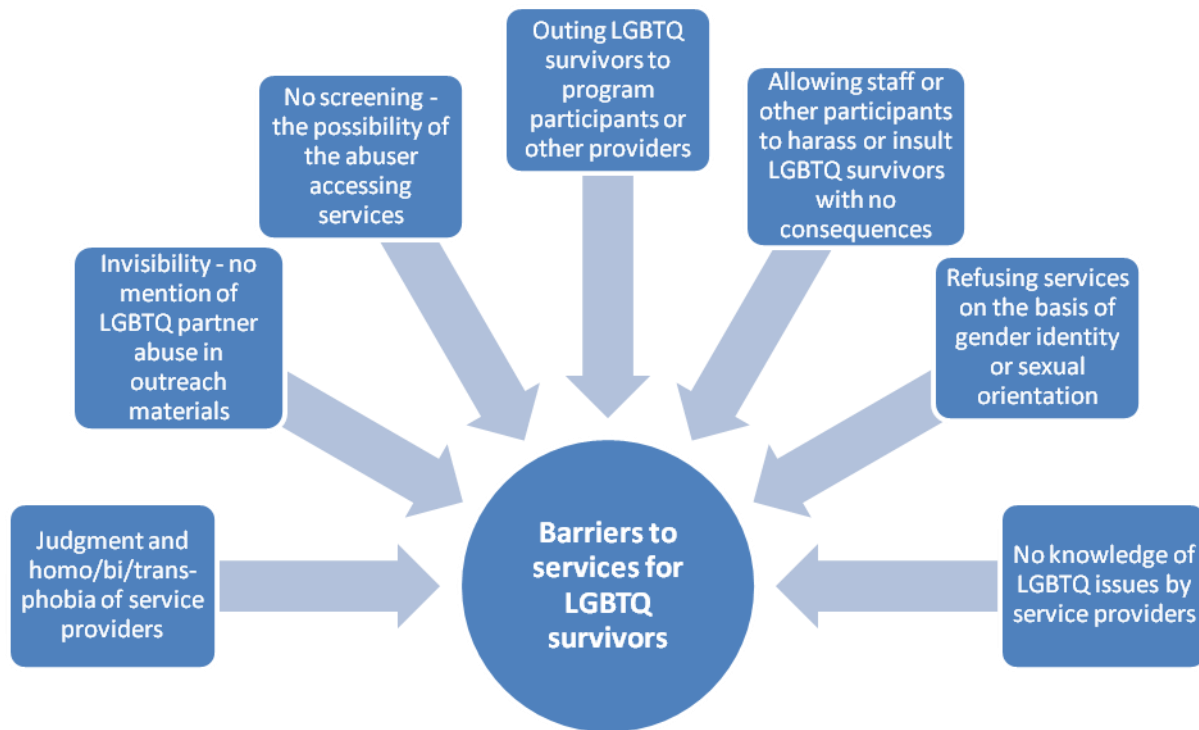 Judgment and
homo/bi/trans-
phobia of service
providers
Invisibility - no
mention of
LGBTQ partner
abuse in
outreach
materials
No screening -
the possibility of
the abuser
accessing
services
Outing LGBTQ
survivors to
program
participants or
other providers
Allowing staff or
other participants
to harass or insult
LGBTQ survivors
with no
consequences
Refusing services
on the basis of
gender identity
or sexual
orientation
No knowledge of
LGBTQ issues by
service providers
Barriers to
services for
LGBTQ
survivors